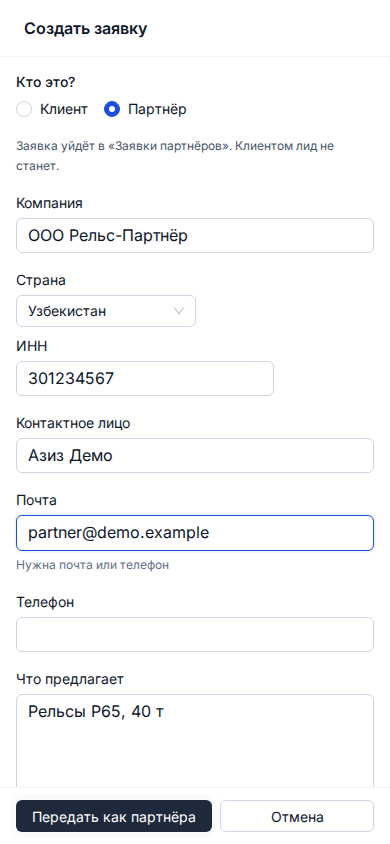 Создать заявку
Кто это?
Клиент
Партнёр
Заявка уйдёт в «Заявки партнёров». Клиентом лид не
станет.
Компания
ООО Рельс-Партнёр
Страна
Узбекистан
ИНН
301234567
Контактное лицо
Азиз Демо
Почта
partner@demo.example
Нужна почта или телефон
Телефон
Что предлагает
Рельсы Р65, 40 т
Передать как партнёра
Отмена